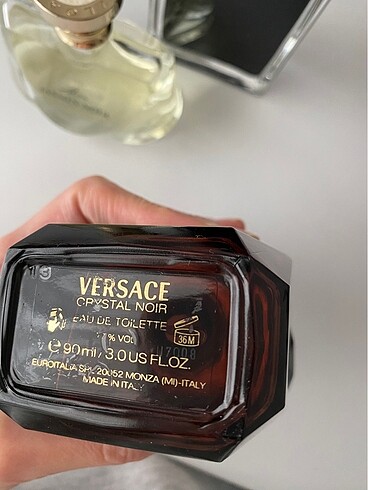 VERSACE
CRYSTAL NOIR
EAU DE TOILETTE
% VOL
36M
℮ 90 ml / 3.0 US FL.OZ.
EUROITALIA 20052 MONZA (MI)-ITALY
MADE IN ITALY